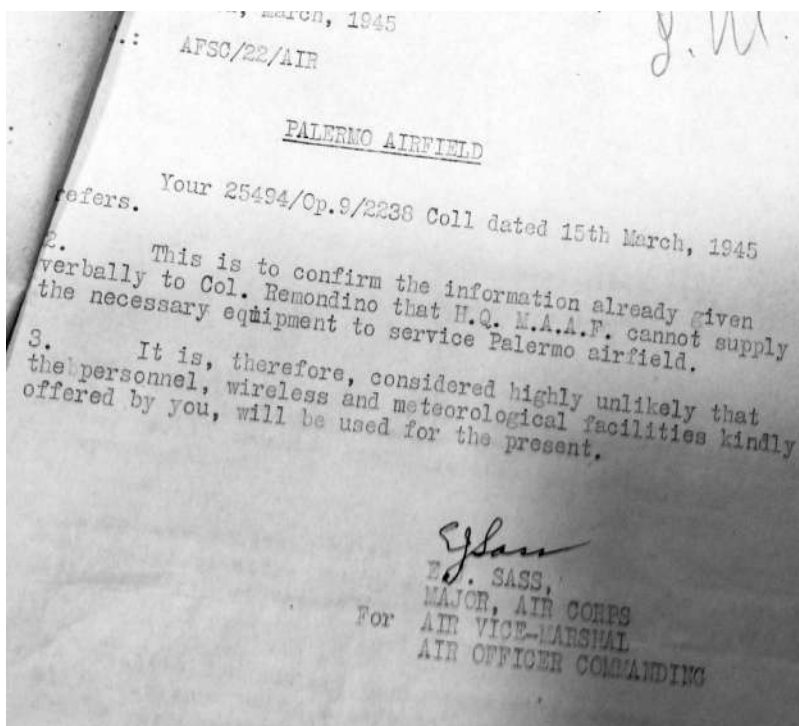 March, 1945
.: AFSC/22/AIR
PALERMO AIRFIELD
Your 25494/Op.9/2238 Coll dated 15th March, 1945
refers.
2. This is to confirm the information already given
verbally to Col. Remondino that H.Q. M.A.A.F. cannot supply
the necessary equipment to service Palermo airfield.
3. It is, therefore, considered highly unlikely that
the personnel, wireless and meteorological facilities kindly
offered by you, will be used for the present.
EJSass
E.J. SASS,
MAJOR, AIR CORPS
For AIR VICE-MARSHAL
AIR OFFICER COMMANDING